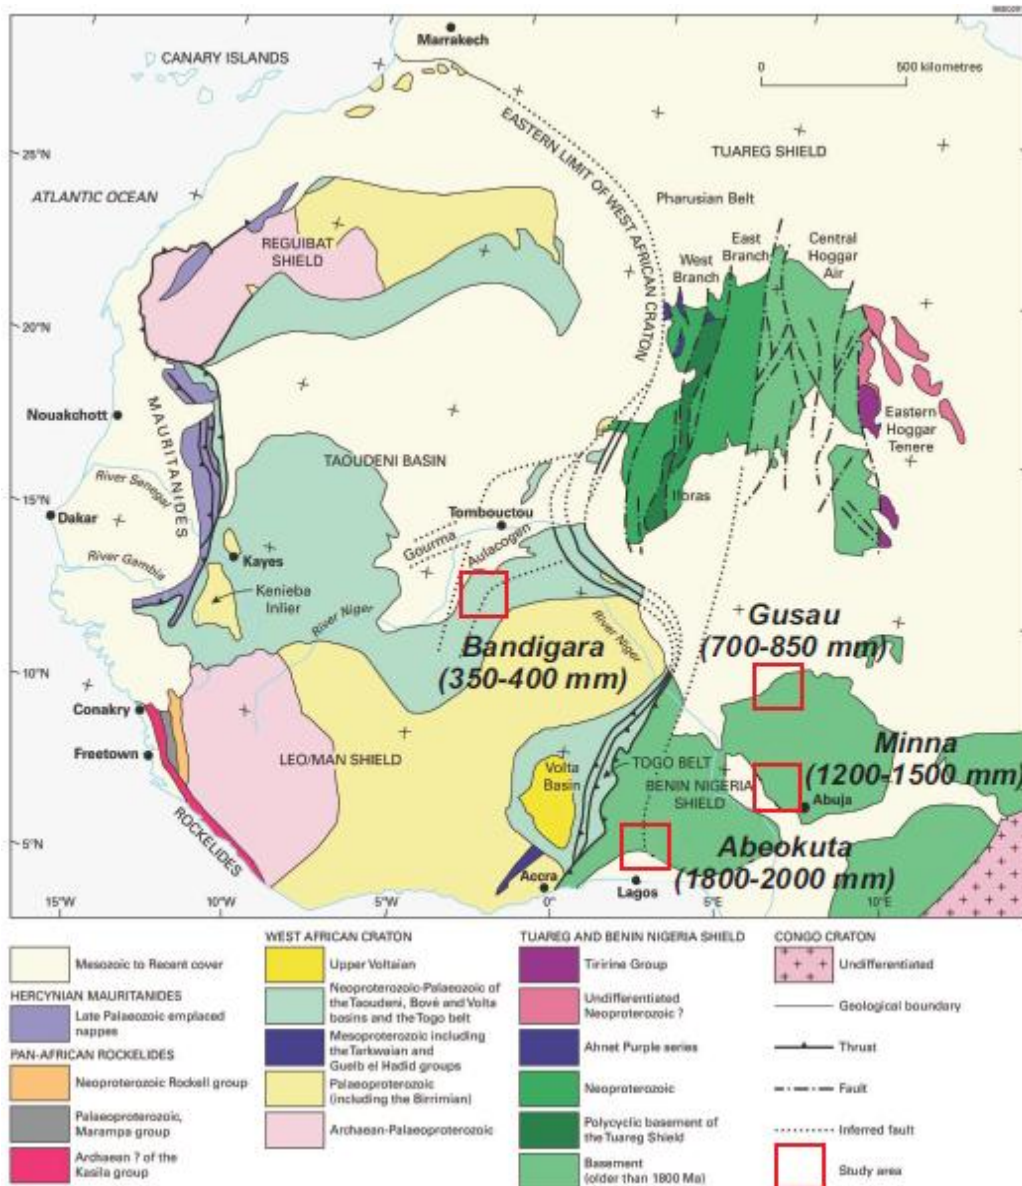 Marrakech
CANARY ISLANDS
0
500 kilometres
EASTERN LIMIT OF WEST AFRICAN CRATON
25°N
TUAREG SHIELD
ATLANTIC OCEAN
Pharusian Belt
REGUIBAT
SHIELD
West
Branch
East
Branch
Central
Hoggar
Air
20°N
Nouakchott
MAURITANIDES
TAOUDENI BASIN
Eastern
Hoggar
Tenere
River Senegal
15°N
Dakar
Tombouctou
Iforas
Gourma
Aulacogen
River Gambia
Kayes
Kenieba
Inlier
River Niger
River Niger
Bandigara
(350-400 mm)
Gusau
(700-850 mm)
10°N
Conakry
Freetown
LEO/MAN SHIELD
Volta
Basin
TOGO BELT
BENIN NIGERIA
SHIELD
Minna
(1200-1500 mm)
Abuja
ROCKELIDES
5°N
Abeokuta
(1800-2000 mm)
Accra
Lagos
15°W
10°W
5°W
0°
5°E
10°E
Mesozoic to Recent cover
HERCYNIAN MAURITANIDES
Late Palaeozoic emplaced
nappes
PAN-AFRICAN ROCKELIDES
Neoproterozoic Rockell group
Palaeoproterozoic,
Marampa group
Archaean ? of the
Kasila group
WEST AFRICAN CRATON
Upper Voltaian
Neoproterozoic-Palaeozoic of
the Taoudeni, Bové and Volta
basins and the Togo belt
Mesoproterozoic including
the Tarkwaian and
Guelb el Hadid groups
Palaeoproterozoic
(including the Birrimian)
Archaean-Palaeoproterozoic
TUAREG AND BENIN NIGERIA SHIELD
Tiririne Group
Undifferentiated
Neoproterozoic ?
Ahnet Purple series
Neoproterozoic
Polycyclic basement of
the Tuareg Shield
Basement
(older than 1800 Ma)
CONGO CRATON
Undifferentiated
Geological boundary
Thrust
Fault
Inferred fault
Study area